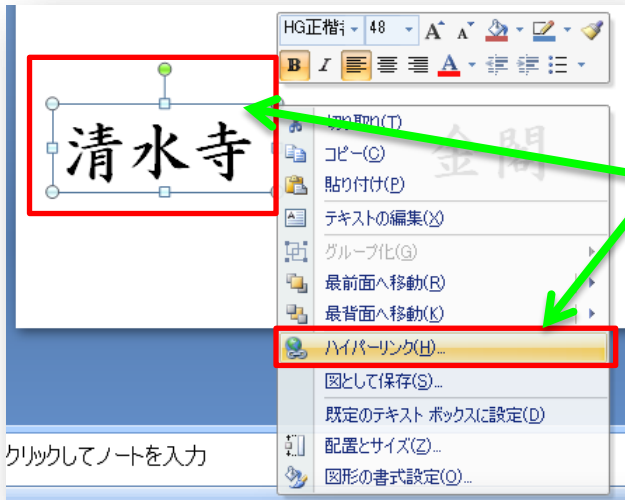 HG正楷書 48
B I A
清水寺
切り取り(T)
コピー(C)
貼り付け(P)
テキストの編集(X)
グループ化(G)
最前面へ移動(R)
最背面へ移動(K)
ハイパーリンク(H)...
図として保存(S)...
既定のテキスト ボックスに設定(D)
配置とサイズ(Z)...
図形の書式設定(O)...
金閣
クリックしてノートを入力